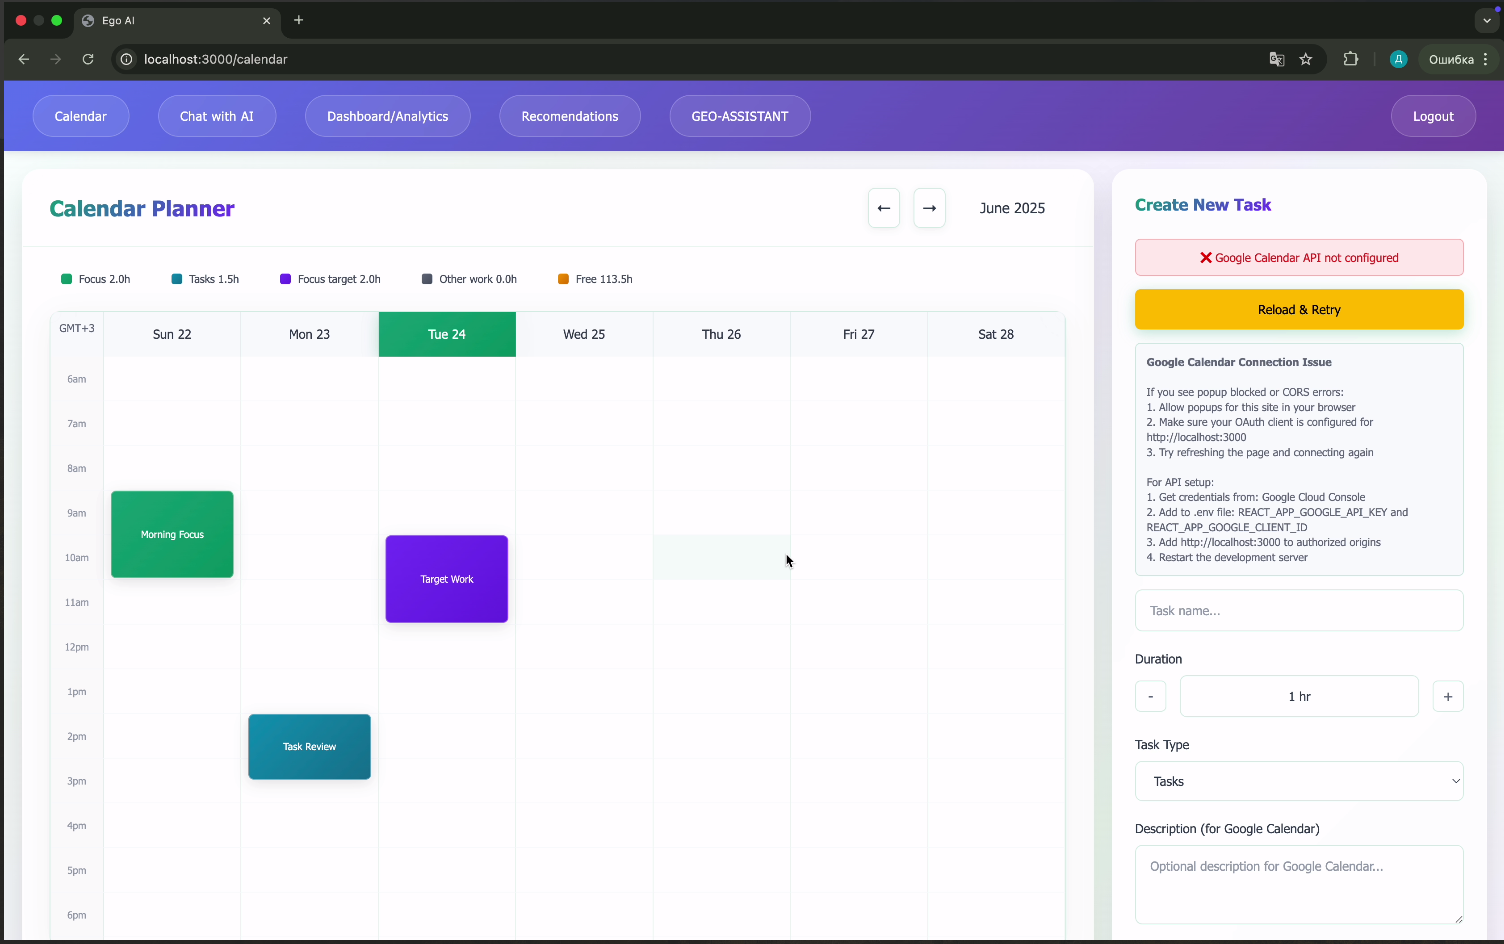 Ego AI
localhost:3000/calendar
Д
Ошибка
Calendar
Chat with AI
Dashboard/Analytics
Recomendations
GEO-ASSISTANT
Logout
Calendar Planner
← → June 2025
Focus 2.0h
Tasks 1.5h
Focus target 2.0h
Other work 0.0h
Free 113.5h
GMT+3
Sun 22
Mon 23
Tue 24
Wed 25
Thu 26
Fri 27
Sat 28
6am
7am
8am
9am
10am
11am
12pm
1pm
2pm
3pm
4pm
5pm
6pm
Morning Focus
Target Work
Task Review
Create New Task
❌ Google Calendar API not configured
Reload & Retry
Google Calendar Connection Issue
If you see popup blocked or CORS errors:
1. Allow popups for this site in your browser
2. Make sure your OAuth client is configured for
http://localhost:3000
3. Try refreshing the page and connecting again
For API setup:
1. Get credentials from: Google Cloud Console
2. Add to .env file: REACT_APP_GOOGLE_API_KEY and
REACT_APP_GOOGLE_CLIENT_ID
3. Add http://localhost:3000 to authorized origins
4. Restart the development server
Task name...
Duration
- 1 hr +
Task Type
Tasks
Description (for Google Calendar)
Optional description for Google Calendar...